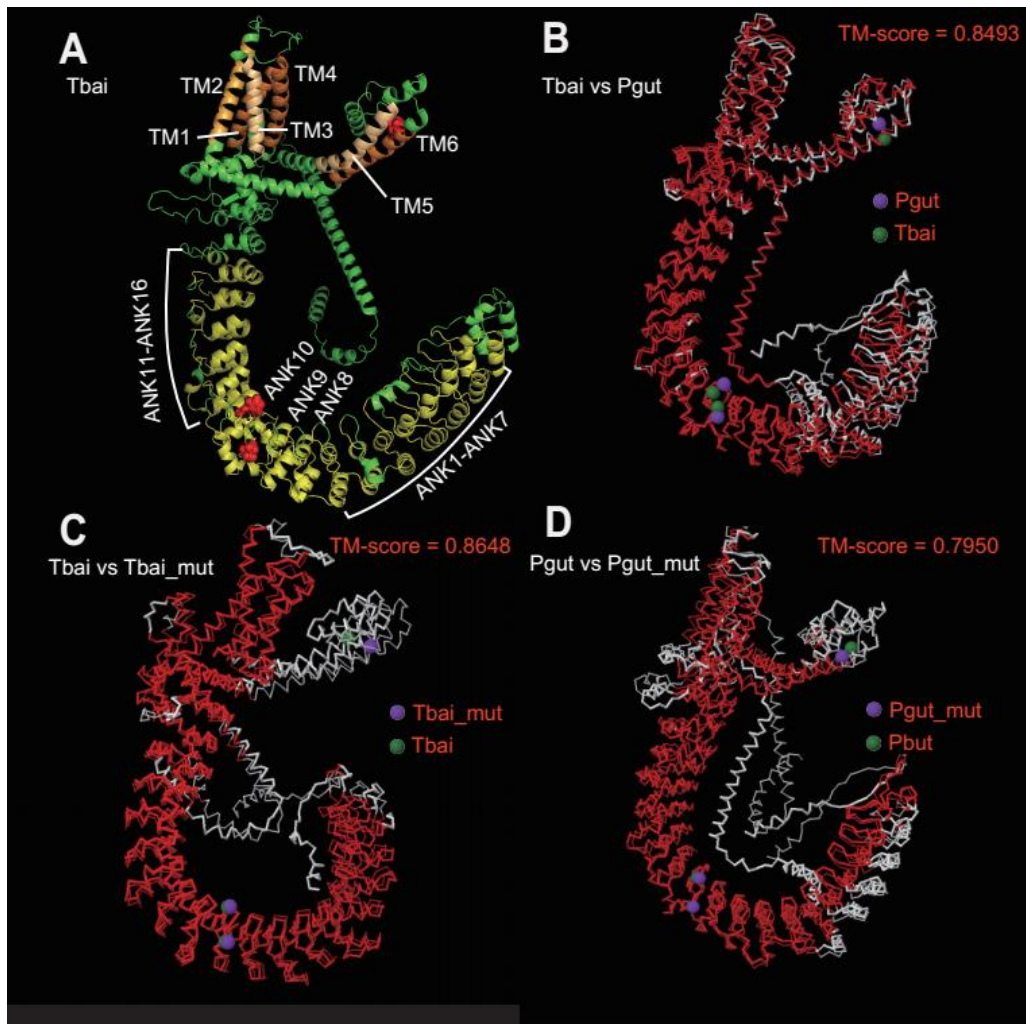 A
Tbai
TM2
TM4
TM1
TM3
TM6
TM5
ANK11-ANK16
ANK10
ANK9
ANK8
ANK1-ANK7
B
TM-score = 0.8493
Tbai vs Pgut
Pgut
Tbai
C
TM-score = 0.8648
Tbai vs Tbai_mut
Tbai_mut
Tbai
D
TM-score = 0.7950
Pgut vs Pgut_mut
Pgut_mut
Pbut